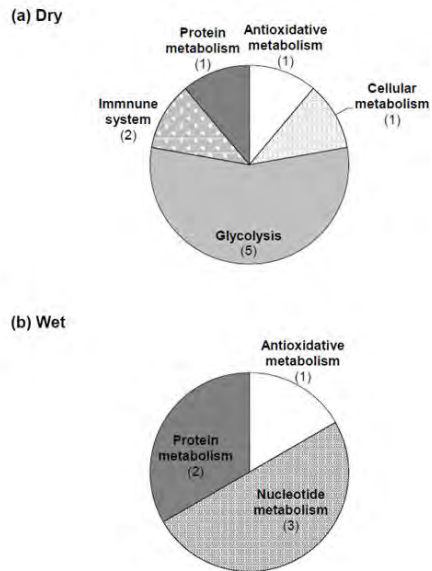 (a) Dry
Protein
metabolism
(1)
Antioxidative
metabolism
(1)
Cellular
metabolism
(1)
Immnune
system
(2)
Glycolysis
(5)
(b) Wet
Antioxidative
metabolism
(1)
Protein
metabolism
(2)
Nucleotide
metabolism
(3)